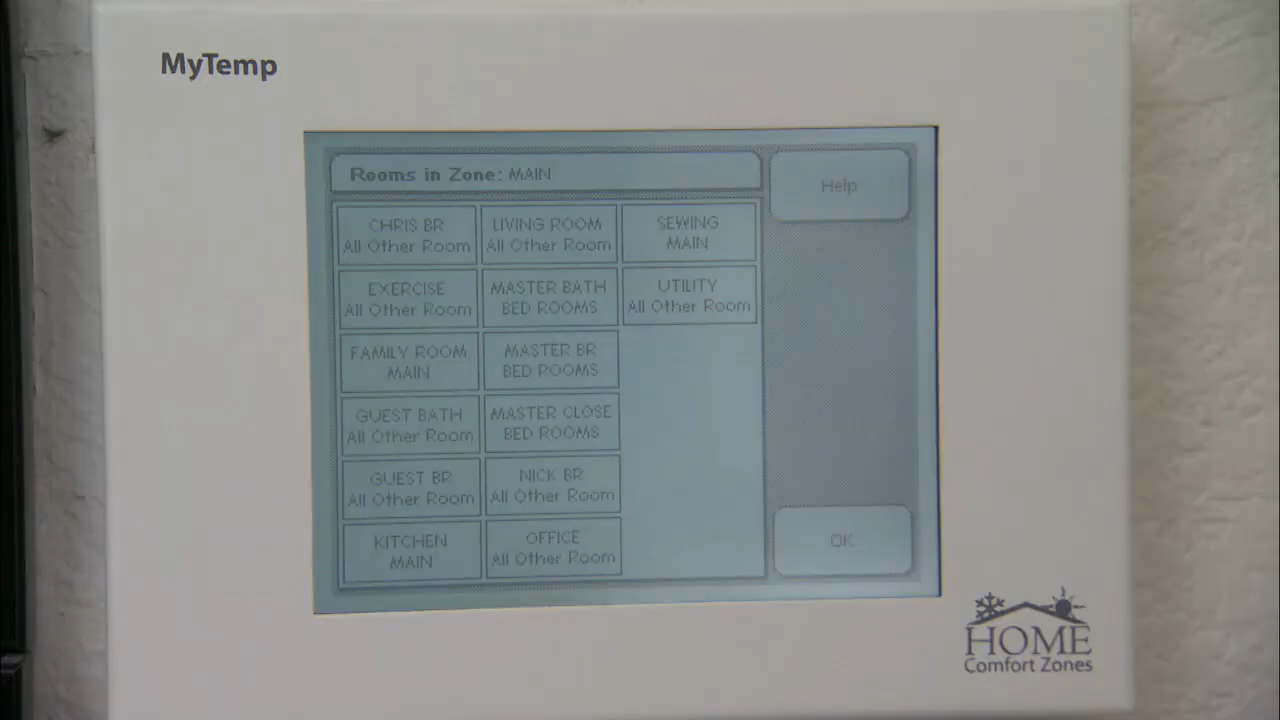 MyTemp
Rooms in Zone: MAIN
Help
CHRIS BR
All Other Room
LIVING ROOM
All Other Room
SEWING
MAIN
EXERCISE
All Other Room
MASTER BATH
BED ROOMS
UTILITY
All Other Room
FAMILY ROOM
MAIN
MASTER BR
BED ROOMS
GUEST BATH
All Other Room
MASTER CLOSE
BED ROOMS
GUEST BR
All Other Room
NICK BR
All Other Room
KITCHEN
MAIN
OFFICE
All Other Room
OK
HOME
Comfort Zones